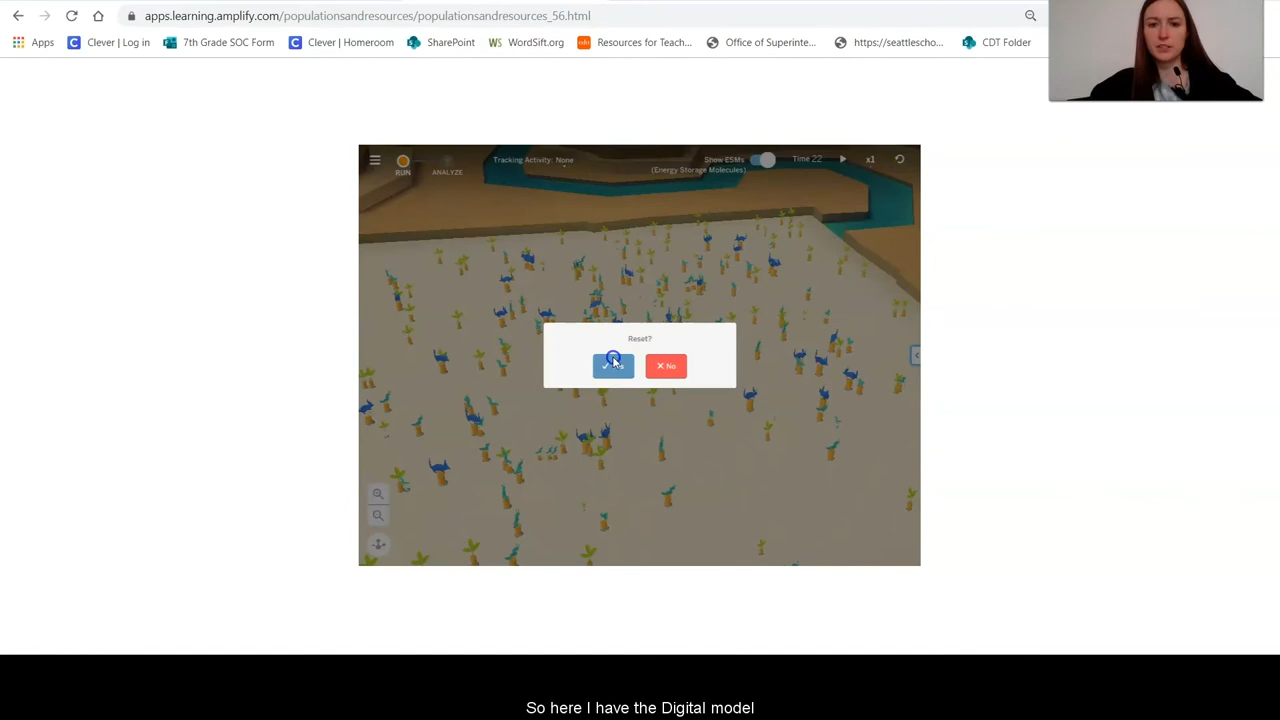 apps.learning.amplify.com/populationsandresources/populationsandresources_56.html
Apps Clever | Log in 7th Grade SOC Form Clever | Homeroom SharePoint WordSift.org Resources for Teach... Office of Superinte... https://seattlescho... CDT Folder
RUN ANALYZE Tracking Activity: None Show ESMs Time 22 x1
(Energy Storage Molecules)
Reset?
No
So here I have the Digital model